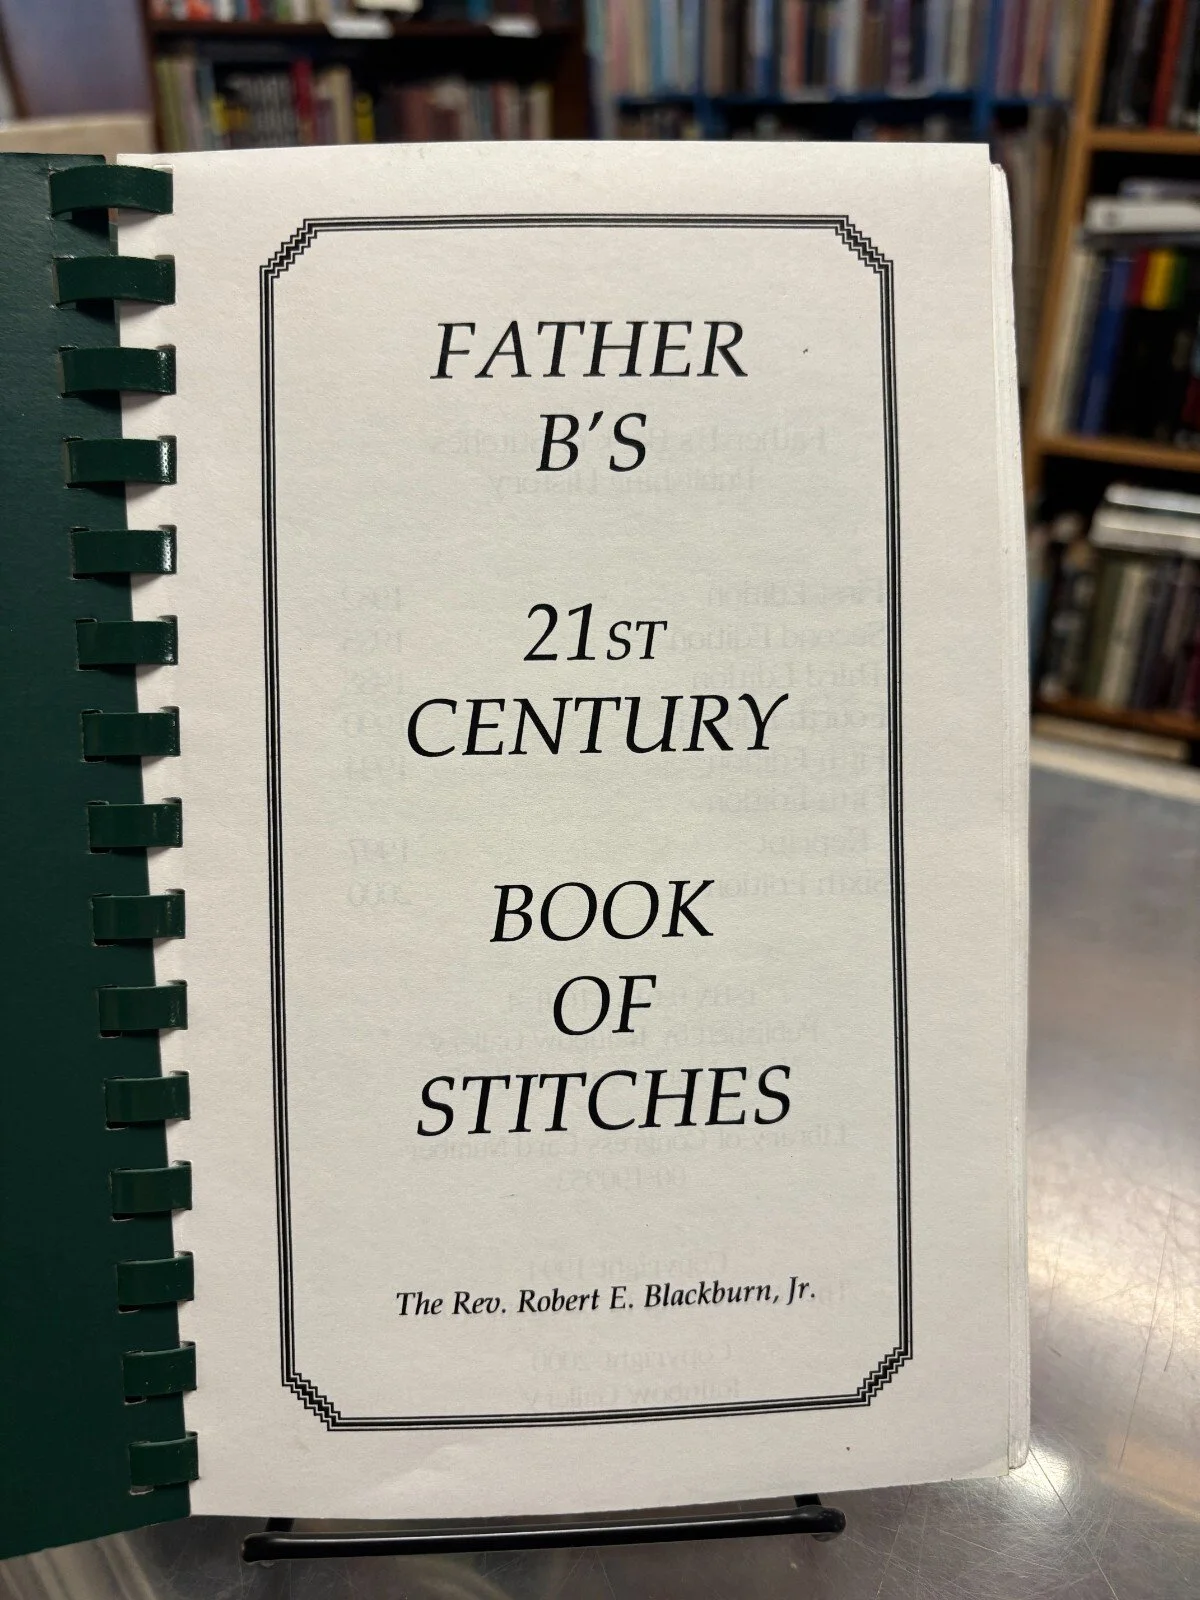 FATHER
B'S
21ST
CENTURY
BOOK
OF
STITCHES
The Rev. Robert E. Blackburn, Jr.